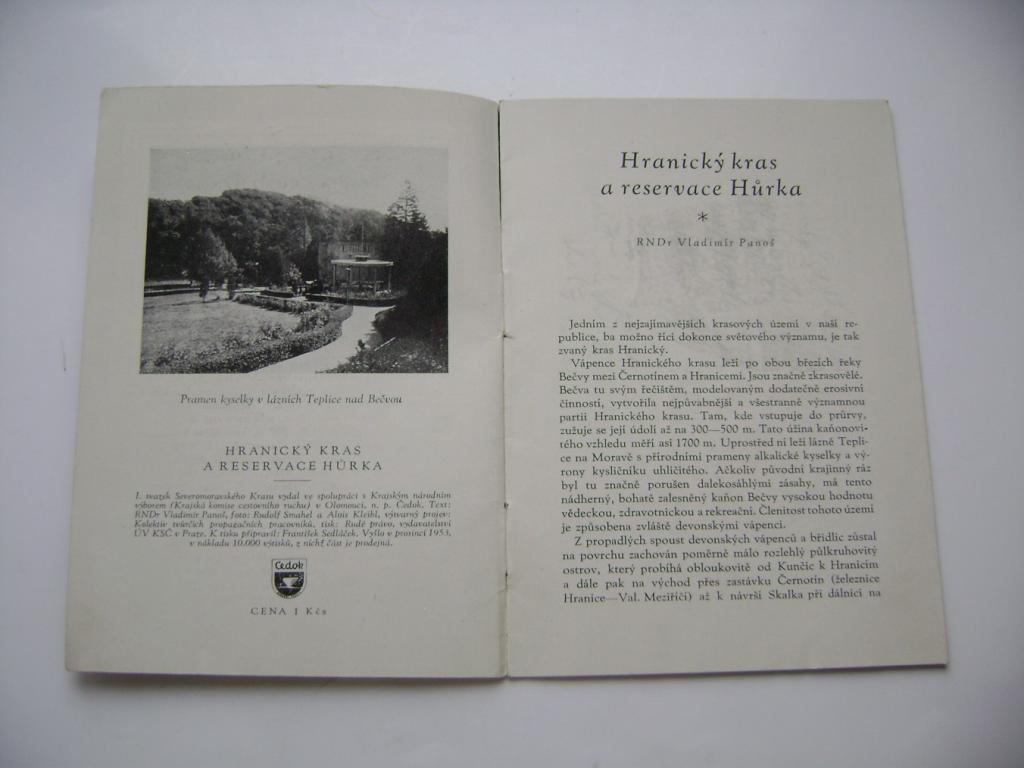 Pramen kyselky v lázních Teplice nad Bečvou
HRANICKÝ KRAS
A RESERVACE HŮRKA
I. svazek Severomoravského Krasu vydal ve spolupráci s Krajským národním
výborem (Krajská komise cestovního ruchu) v Olomouci, n. p. Čedok. Text:
RNDr Vladimír Panoš, foto: Rudolf Smahel a Alois Kleibl, výtvarný projev:
Kolektiv tvůrčích propagačních pracovníků, tisk: Rudé právo, vydavatelství
ÚV KSČ v Praze. K tisku připravil: František Sedláček. Vyšlo v prosinci 1953,
v nákladu 10.000 výtisků, z nichž část je prodejná.
Čedok
CENA 1 Kčs
Hranický kras
a reservace Hůrka
*
RNDr Vladimír Panoš
Jedním z nejzajímavějších krasových území v naší re-
publice, ba možno říci dokonce světového významu, je tak
zvaný kras Hranický.
Vápence Hranického krasu leží po obou březích řeky
Bečvy mezi Černotínem a Hranicemi. Jsou značně zkrasovělé.
Bečva tu svým řečištěm, modelovaným dodatečně erosivní
činností, vytvořila nejpůvabnější a všestranně významnou
partii Hranického krasu. Tam, kde vstupuje do průrvy,
zužuje se její údolí až na 300—500 m. Tato úžina kaňonovi-
tého vzhledu měří asi 1700 m. Uprostřed ní leží lázně Tepli-
ce na Moravě s přírodními prameny alkalické kyselky a vý-
rony kysličníku uhličitého. Ačkoliv původní krajinný ráz
byl tu značně porušen dalekosáhlými zásahy, má tento
nádherný, bohatě zalesněný kaňon Bečvy vysokou hodnotu
vědeckou, zdravotnickou a rekreační. Členitost tohoto území
je způsobena zvláště devonskými vápenci.
Z propadlých spoust devonských vápenců a břidlic zůstal
na povrchu zachován poměrně málo rozlehlý půlkruhovitý
ostrov, který probíhá obloukovitě od Kunčic k Hranicím
a dále pak na východ přes zastávku Černotín (železnice
Hranice—Val. Meziříčí) až k návrší Skalka při dálnici na